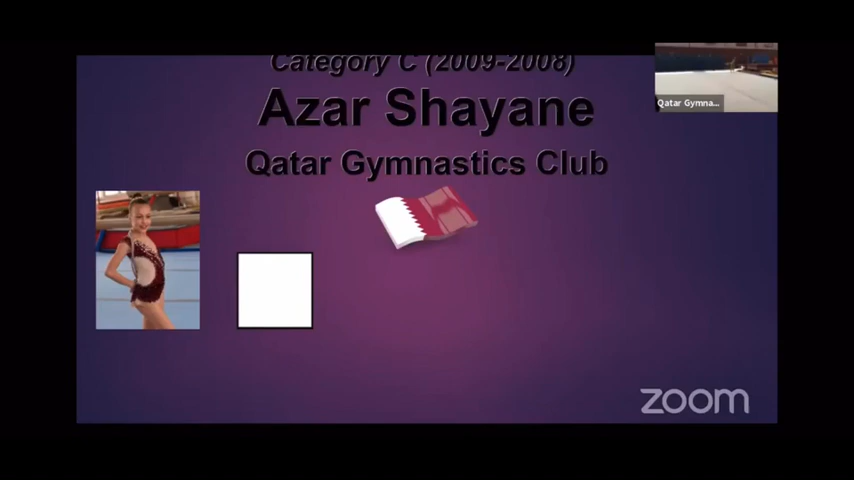 Category C (2009-2008)
Azar Shayane
Qatar Gymnastics Club
Qatar Gymna...
zoom